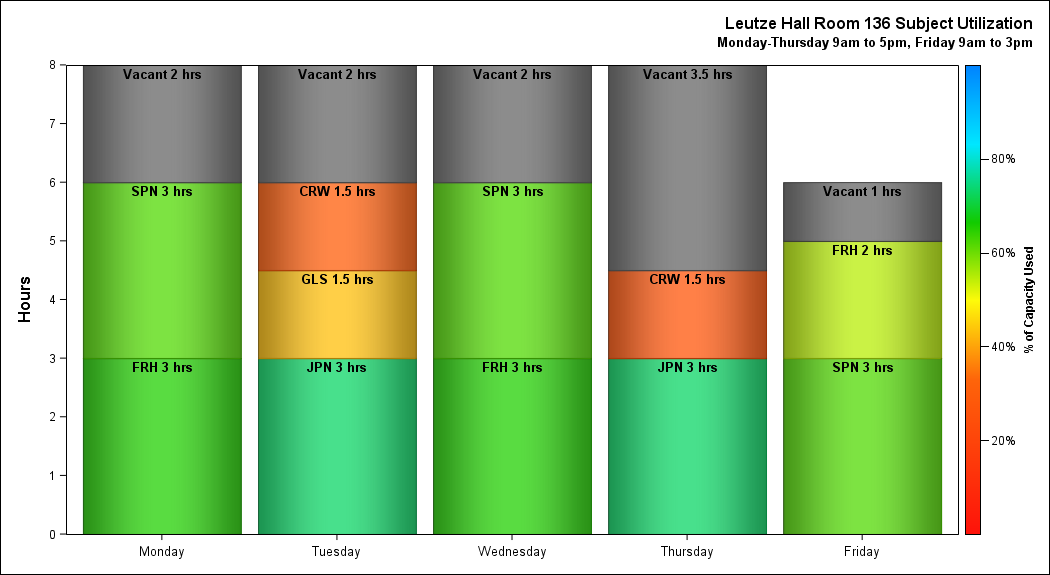 Leutze Hall Room 136 Subject Utilization
Monday-Thursday 9am to 5pm, Friday 9am to 3pm
Hours
8
7
6
5
4
3
2
1
0
Vacant 2 hrs
SPN 3 hrs
FRH 3 hrs
Monday
Vacant 2 hrs
CRW 1.5 hrs
GLS 1.5 hrs
JPN 3 hrs
Tuesday
Vacant 2 hrs
SPN 3 hrs
FRH 3 hrs
Wednesday
Vacant 3.5 hrs
CRW 1.5 hrs
JPN 3 hrs
Thursday
Vacant 1 hrs
FRH 2 hrs
SPN 3 hrs
Friday
80%
60%
40%
20%
% of Capacity Used